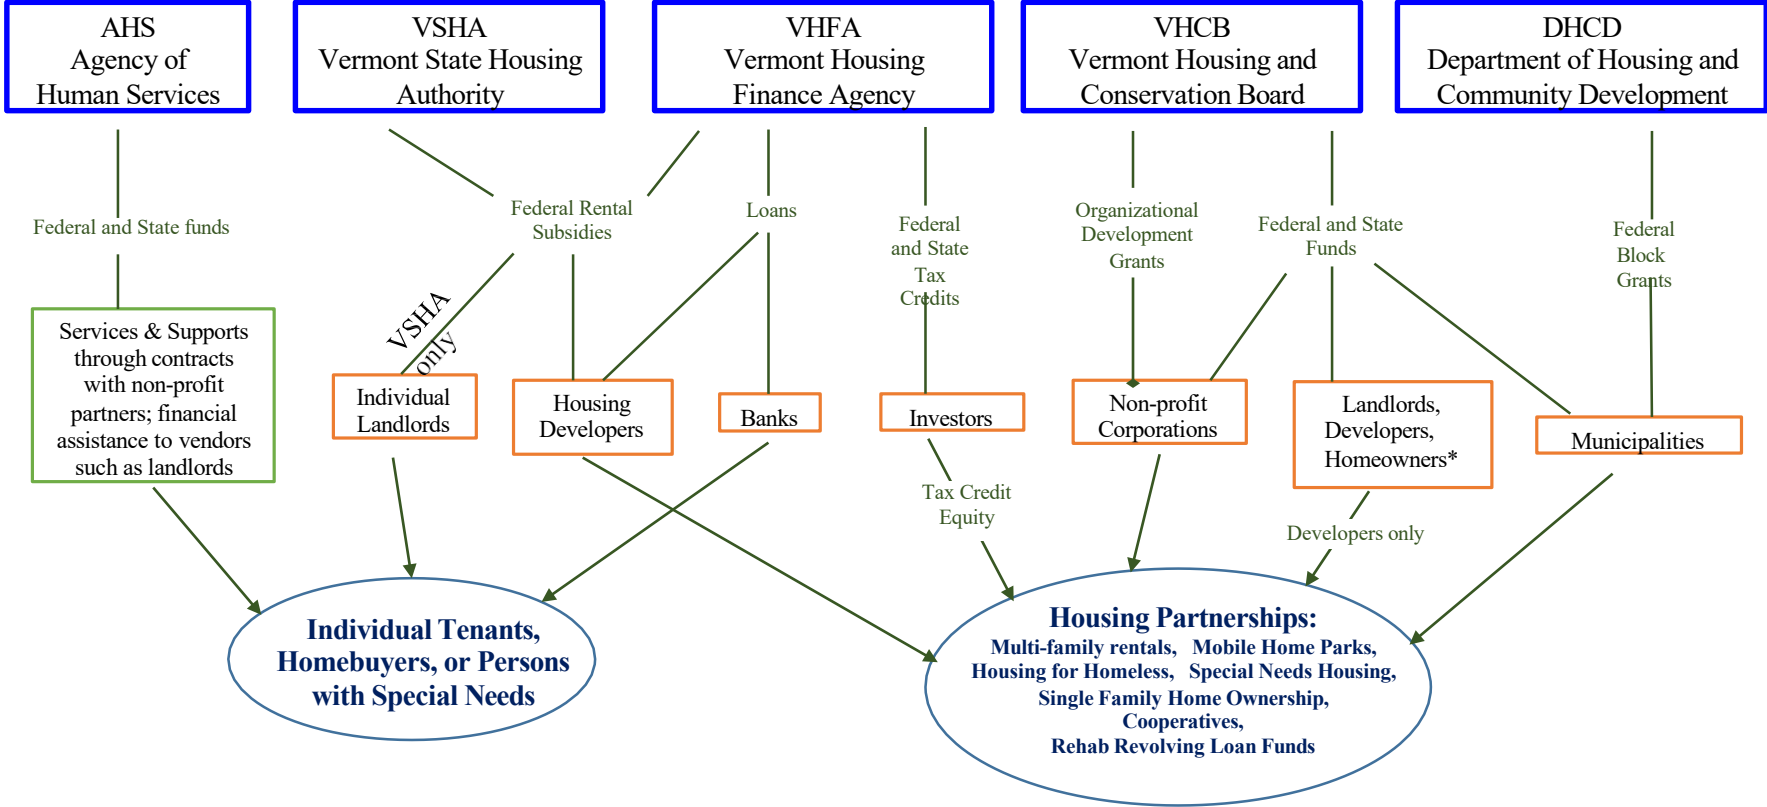 AHS
Agency of
Human Services
VSHA
Vermont State Housing
Authority
VHFA
Vermont Housing
Finance Agency
VHCB
Vermont Housing and
Conservation Board
DHCD
Department of Housing and
Community Development
Federal and State funds
Federal Rental
Subsidies
Loans
Federal
and State
Tax
Credits
Organizational
Development
Grants
Federal and State
Funds
Federal
Block
Grants
VSHA
only
Services & Supports
through contracts
with non-profit
partners; financial
assistance to vendors
such as landlords
Individual
Landlords
Housing
Developers
Banks
Investors
Non-profit
Corporations
Landlords,
Developers,
Homeowners*
Municipalities
Tax Credit
Equity
Developers only
Individual Tenants,
Homebuyers, or Persons
with Special Needs
Housing Partnerships:
Multi-family rentals, Mobile Home Parks,
Housing for Homeless, Special Needs Housing,
Single Family Home Ownership,
Cooperatives,
Rehab Revolving Loan Funds